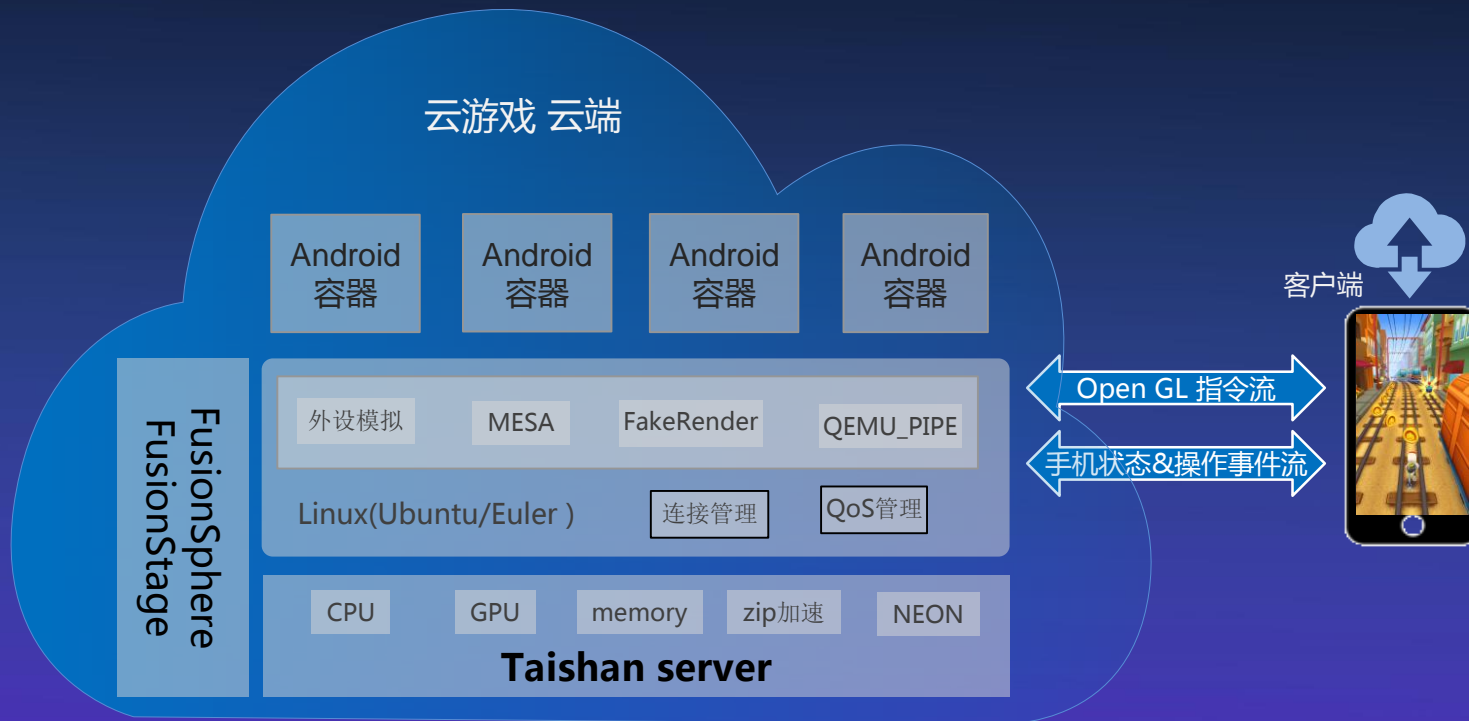 云游戏 云端
Android
容器
Android
容器
Android
容器
Android
容器
客户端
FusionSphere
FusionStage
外设模拟
MESA
FakeRender
QEMU_PIPE
Linux(Ubuntu/Euler )
连接管理
QoS管理
Open GL 指令流
手机状态&操作事件流
CPU
GPU
memory
zip加速
NEON
Taishan server